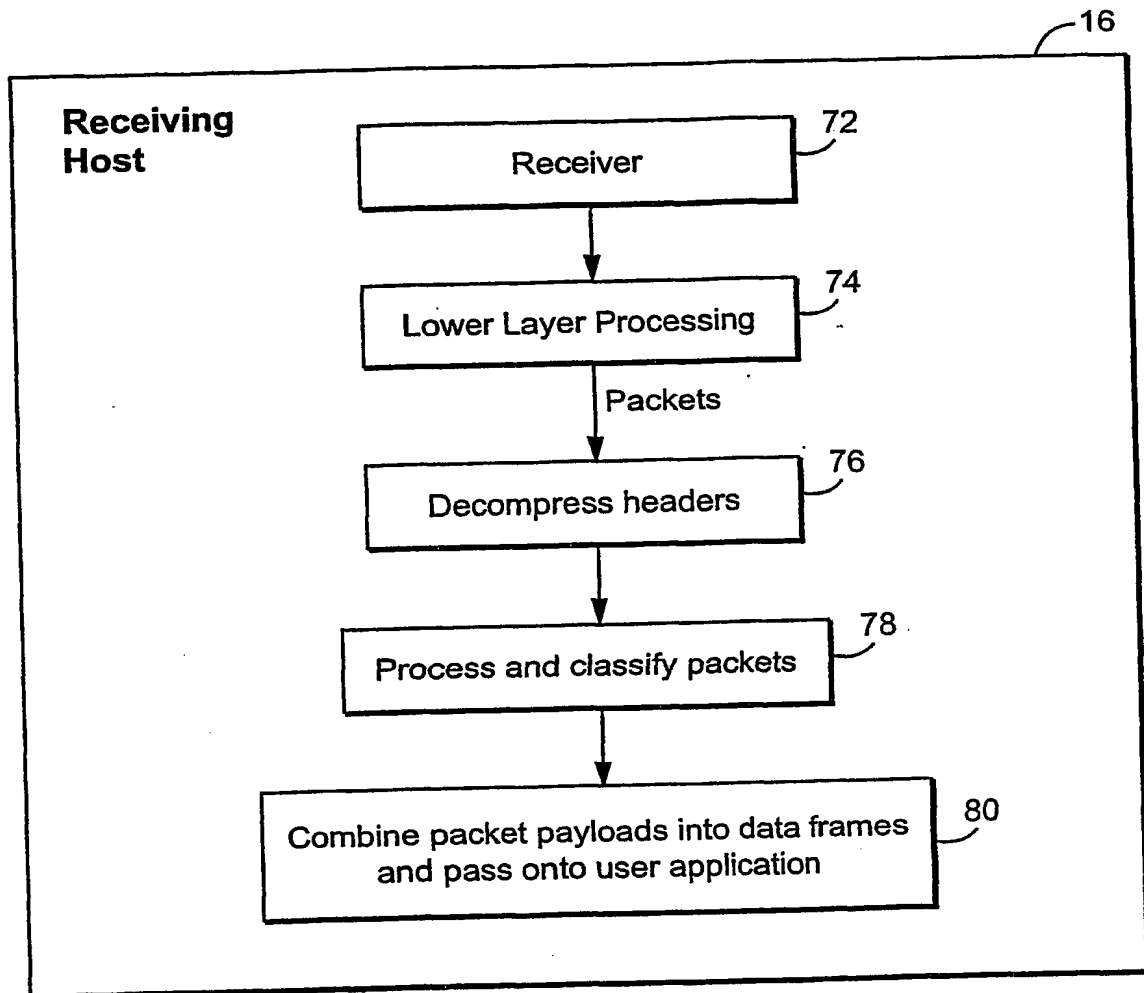 16
Receiving
Host
72
Receiver
74
Lower Layer Processing
Packets
76
Decompress headers
78
Process and classify packets
80
Combine packet payloads into data frames
and pass onto user application